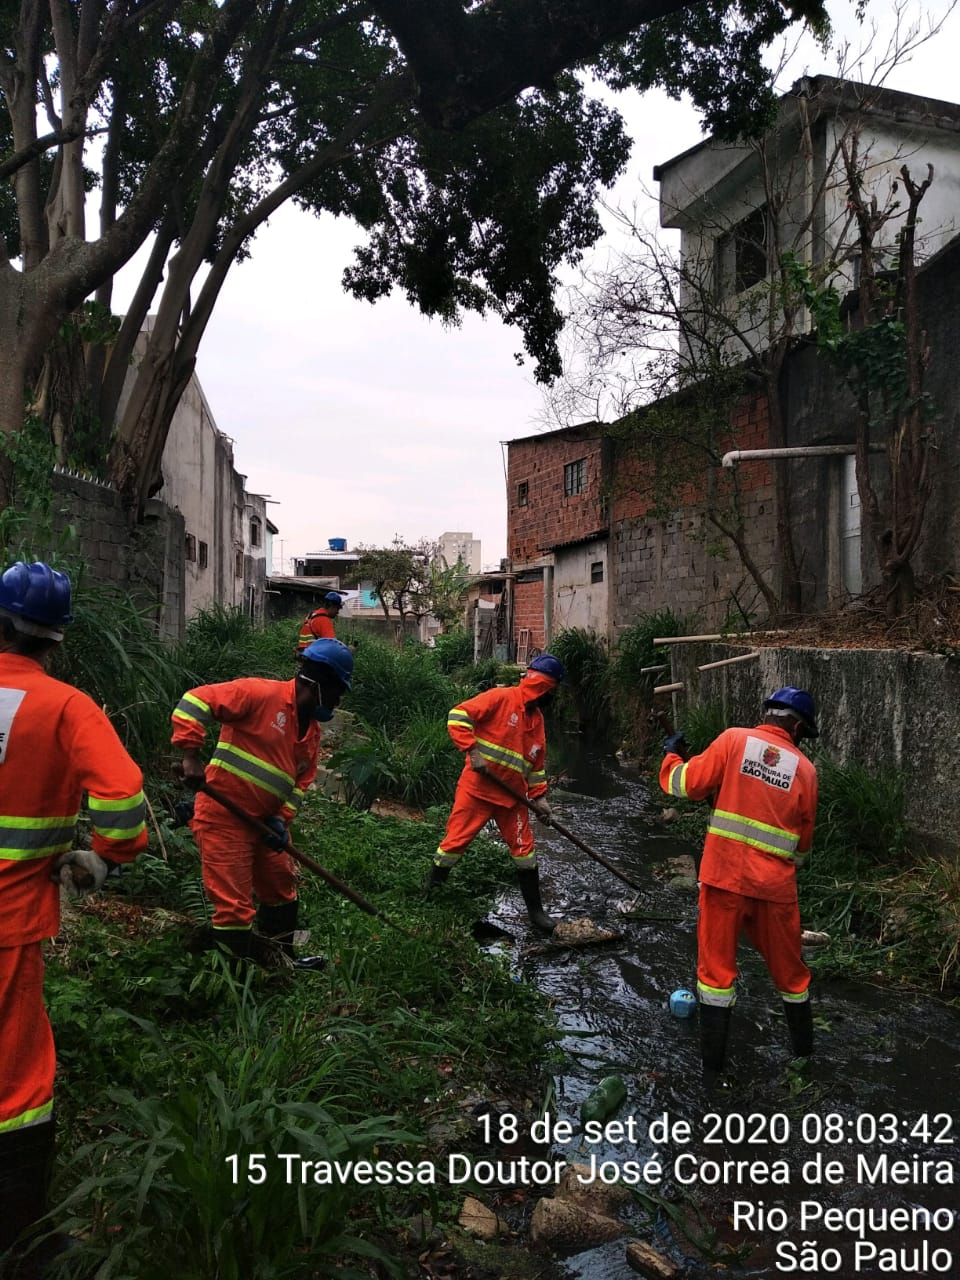 PREFEITURA DE
SÃO PAULO
18 de set de 2020 08:03:42
15 Travessa Doutor José Correa de Meira
Rio Pequeno
São Paulo